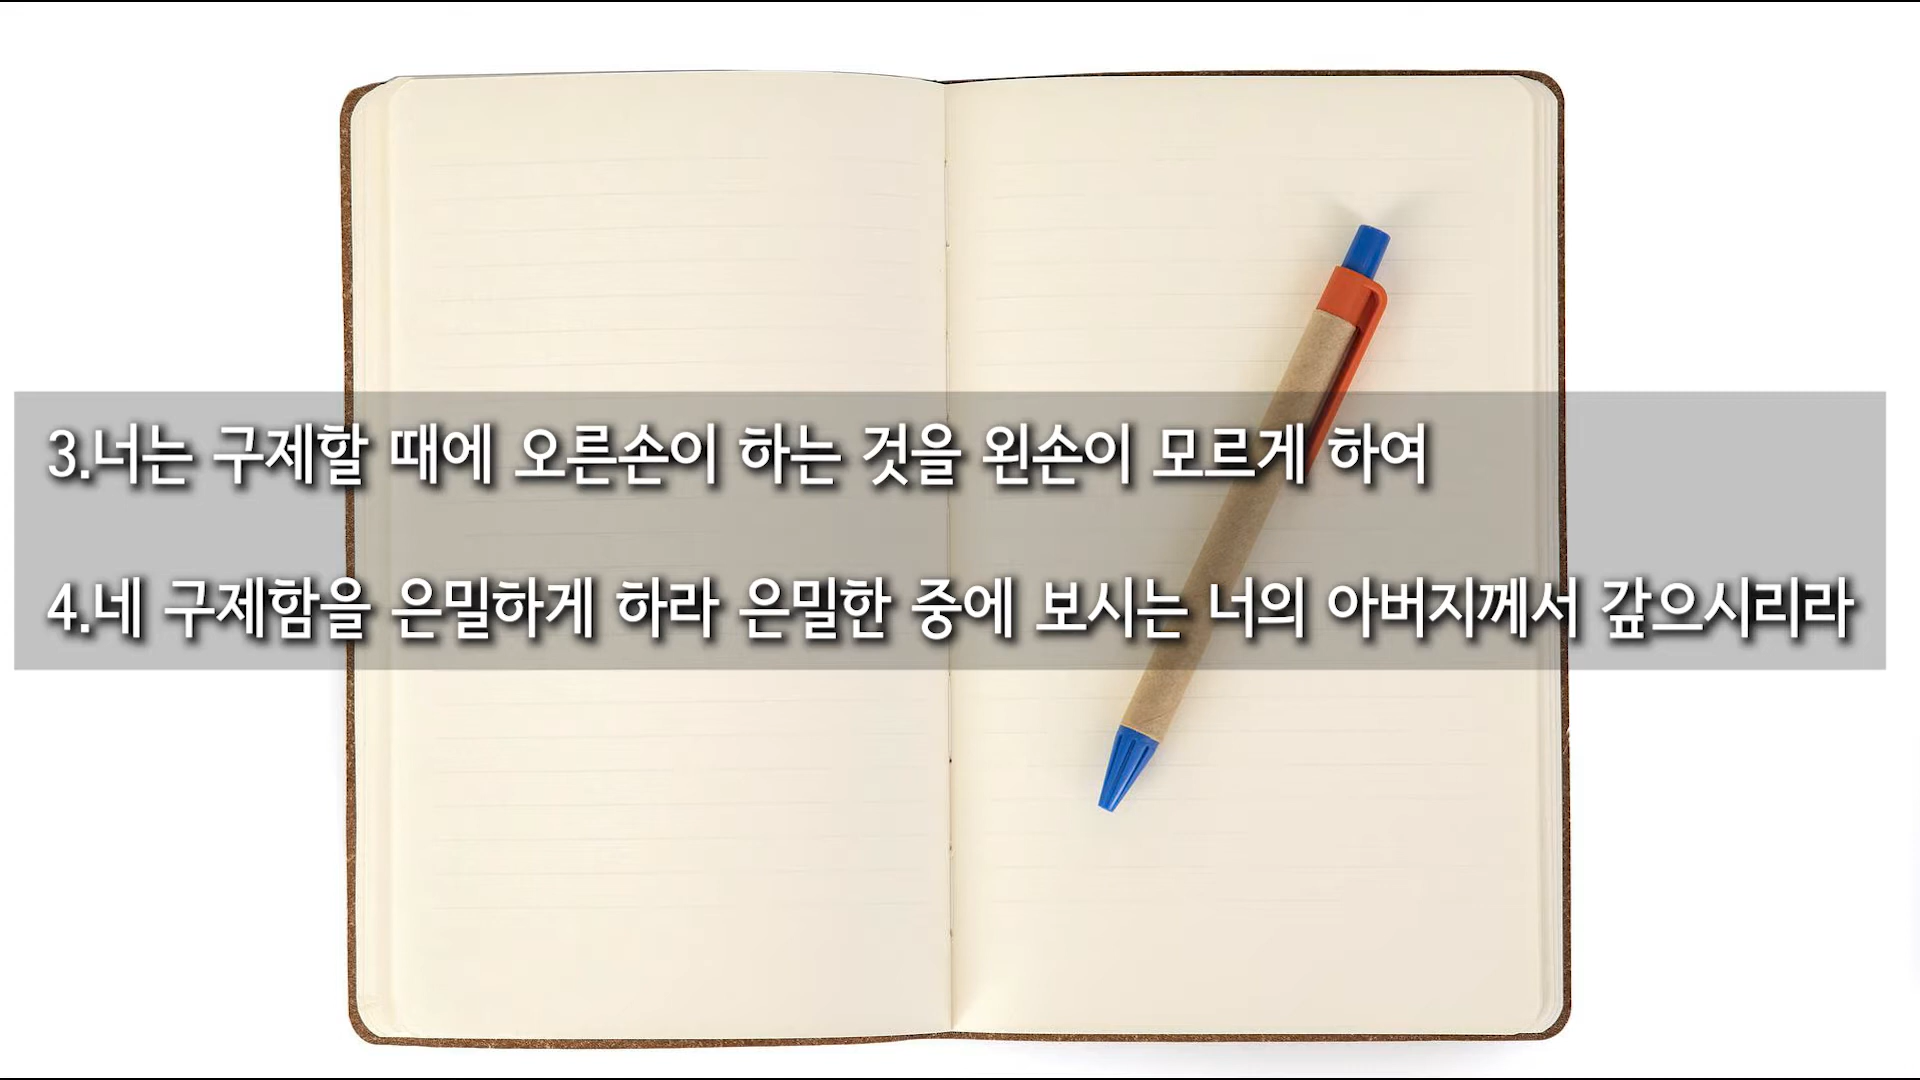 3.너는 구제할 때에 오른손이 하는 것을 왼손이 모르게 하여
4.네 구제함을 은밀하게 하라 은밀한 중에 보시는 너의 아버지께서 갚으시리라